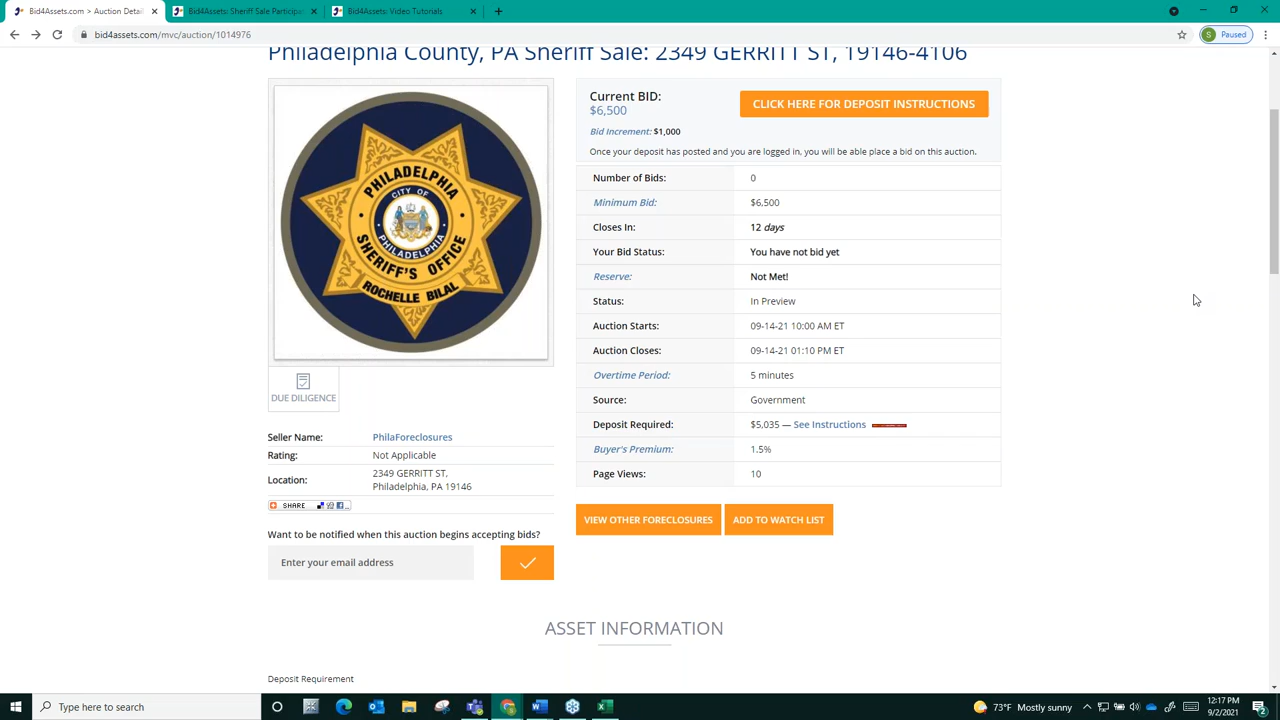 Bid4Assets.com > Auction Detail
Bid4Assets: Sheriff Sale Participa
Bid4Assets: Video Tutorials
bid4assets.com/mvc/auction/1014976
S Paused
Philadelphia County, PA Sheriff Sale: 2349 GERRITT ST, 19146-4106
PHILADELPHIA
CITY OF
PHILADELPHIA
SHERIFF'S OFFICE
ROCHELLE BILAL
DUE DILIGENCE
Seller Name: PhilaForeclosures
Rating: Not Applicable
Location: 2349 GERRITT ST,
Philadelphia, PA 19146
SHARE
Want to be notified when this auction begins accepting bids?
Enter your email address
Current BID:
$6,500
CLICK HERE FOR DEPOSIT INSTRUCTIONS
Bid Increment: $1,000
Once your deposit has posted and you are logged in, you will be able place a bid on this auction.
Number of Bids: 0
Minimum Bid: $6,500
Closes In: 12 days
Your Bid Status: You have not bid yet
Reserve: Not Met!
Status: In Preview
Auction Starts: 09-14-21 10:00 AM ET
Auction Closes: 09-14-21 01:10 PM ET
Overtime Period: 5 minutes
Source: Government
Deposit Required: $5,035 — See Instructions
Buyer's Premium: 1.5%
Page Views: 10
VIEW OTHER FORECLOSURES
ADD TO WATCH LIST
ASSET INFORMATION
Deposit Requirement
Type here to search
73°F Mostly sunny
12:17 PM
9/2/2021
2